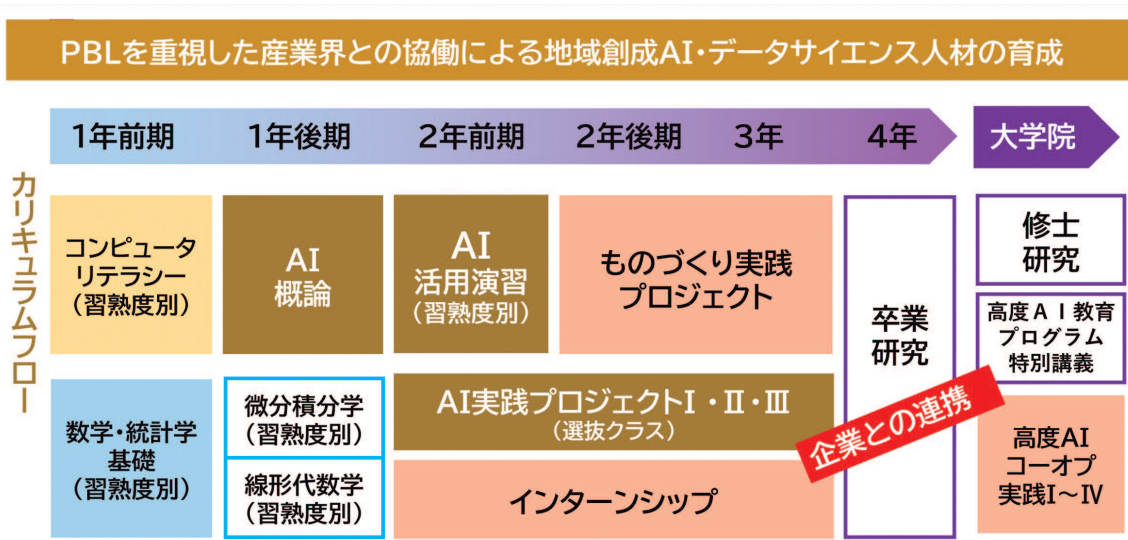 PBLを重視した産業界との協働による地域創成AI・データサイエンス人材の育成
1年前期
1年後期
2年前期
2年後期
3年
4年
大学院
カリキュラムフロー
コンピュータ
リテラシー
(習熟度別)
AI
概論
AI
活用演習
(習熟度別)
ものづくり実践
プロジェクト
卒業
研究
修士
研究
高度AI教育
プログラム
特別講義
数学・統計学
基礎
(習熟度別)
微分積分学
(習熟度別)
線形代数学
(習熟度別)
AI実践プロジェクトI・II・III
(選抜クラス)
インターンシップ
企業との連携
高度AI
コーオプ
実践I〜IV